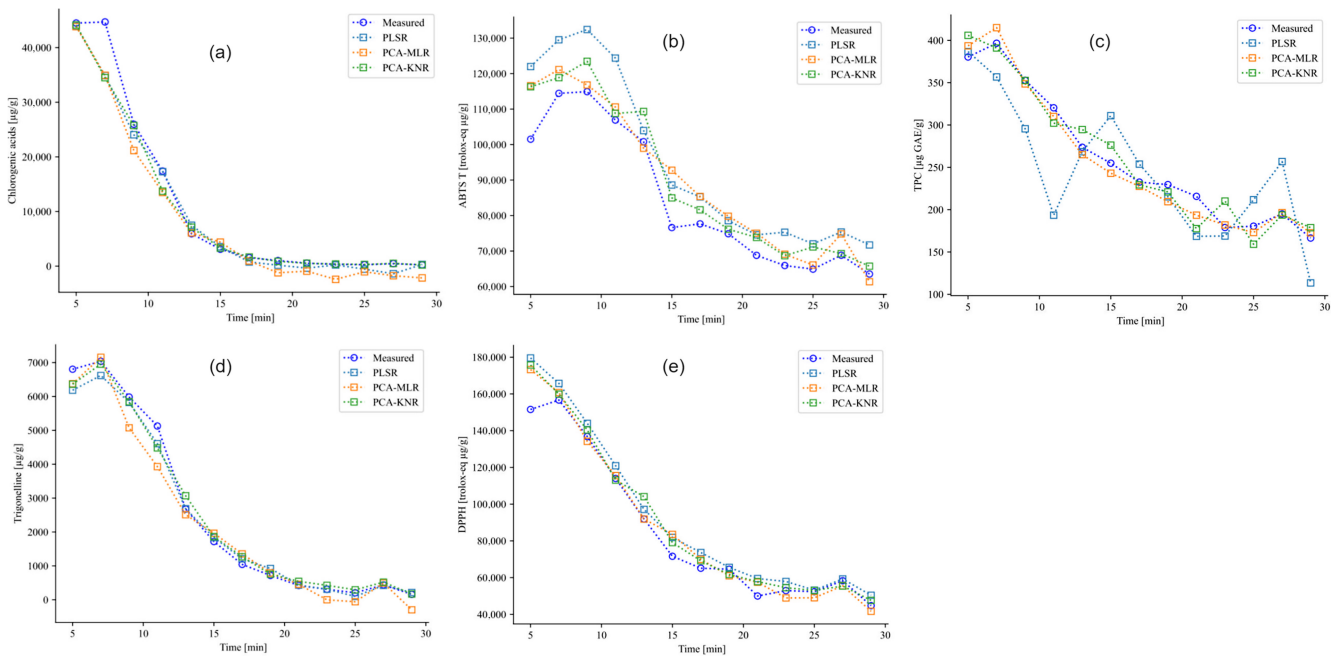 (a)
Measured
PLSR
PCA-MLR
PCA-KNR
40,000
30,000
20,000
10,000
0
Chlorogenic acids [µg/g]
5 10 15 20 25 30
Time [min]
(b)
Measured
PLSR
PCA-MLR
PCA-KNR
130,000
120,000
110,000
100,000
90,000
80,000
70,000
60,000
ABTS T [trolox-eq µg/g]
5 10 15 20 25 30
Time [min]
(c)
Measured
PLSR
PCA-MLR
PCA-KNR
400
350
300
250
200
150
100
TPC [µg GAE/g]
5 10 15 20 25 30
Time [min]
(d)
Measured
PLSR
PCA-MLR
PCA-KNR
7000
6000
5000
4000
3000
2000
1000
0
Trigonelline [µg/g]
5 10 15 20 25 30
Time [min]
(e)
Measured
PLSR
PCA-MLR
PCA-KNR
180,000
160,000
140,000
120,000
100,000
80,000
60,000
40,000
DPPH [trolox-eq µg/g]
5 10 15 20 25 30
Time [min]